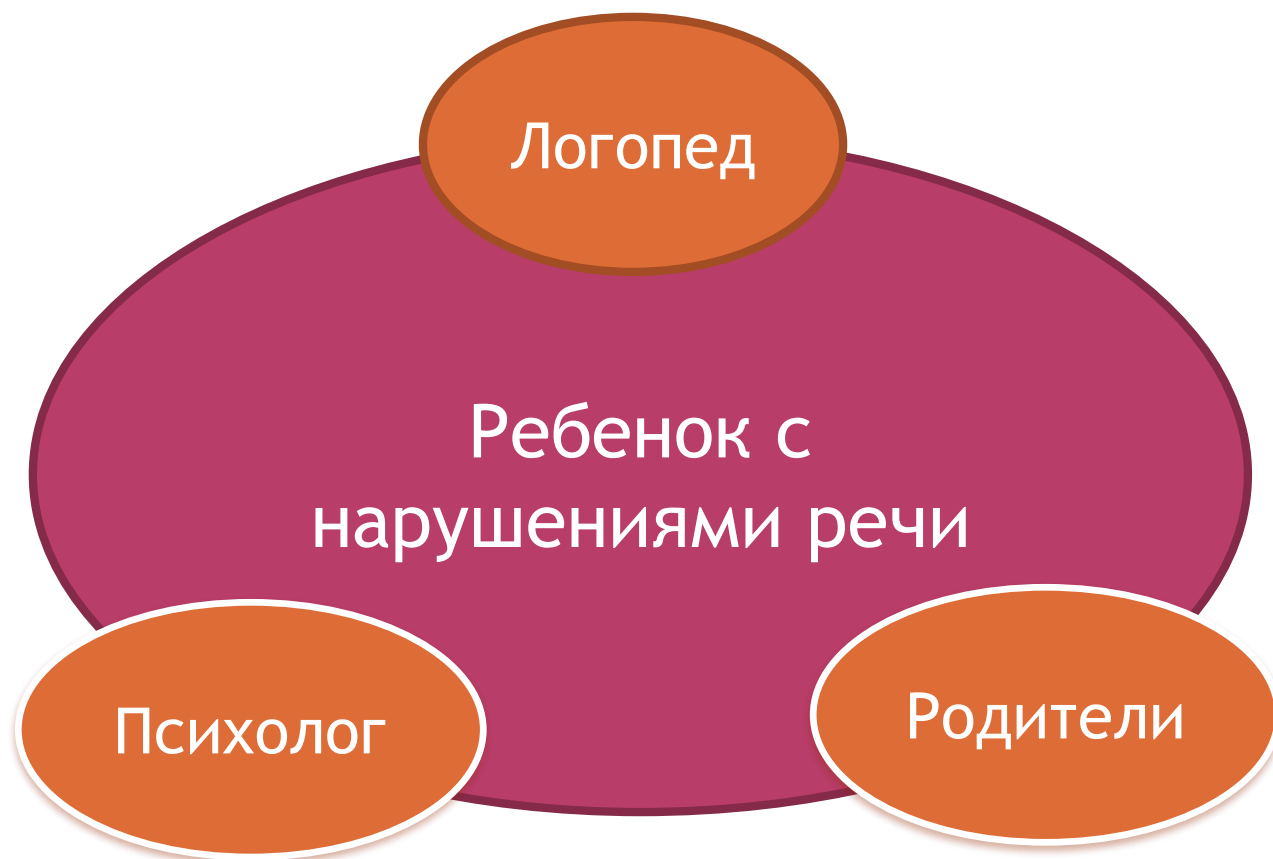 Логопед
Ребенок с
нарушениями речи
Психолог
Родители